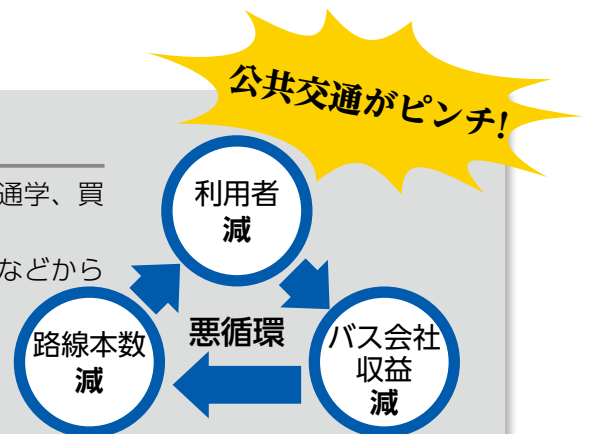 公共交通がピンチ!
通学、買
などから
利用者
減
悪循環
路線本数
減
バス会社
収益
減